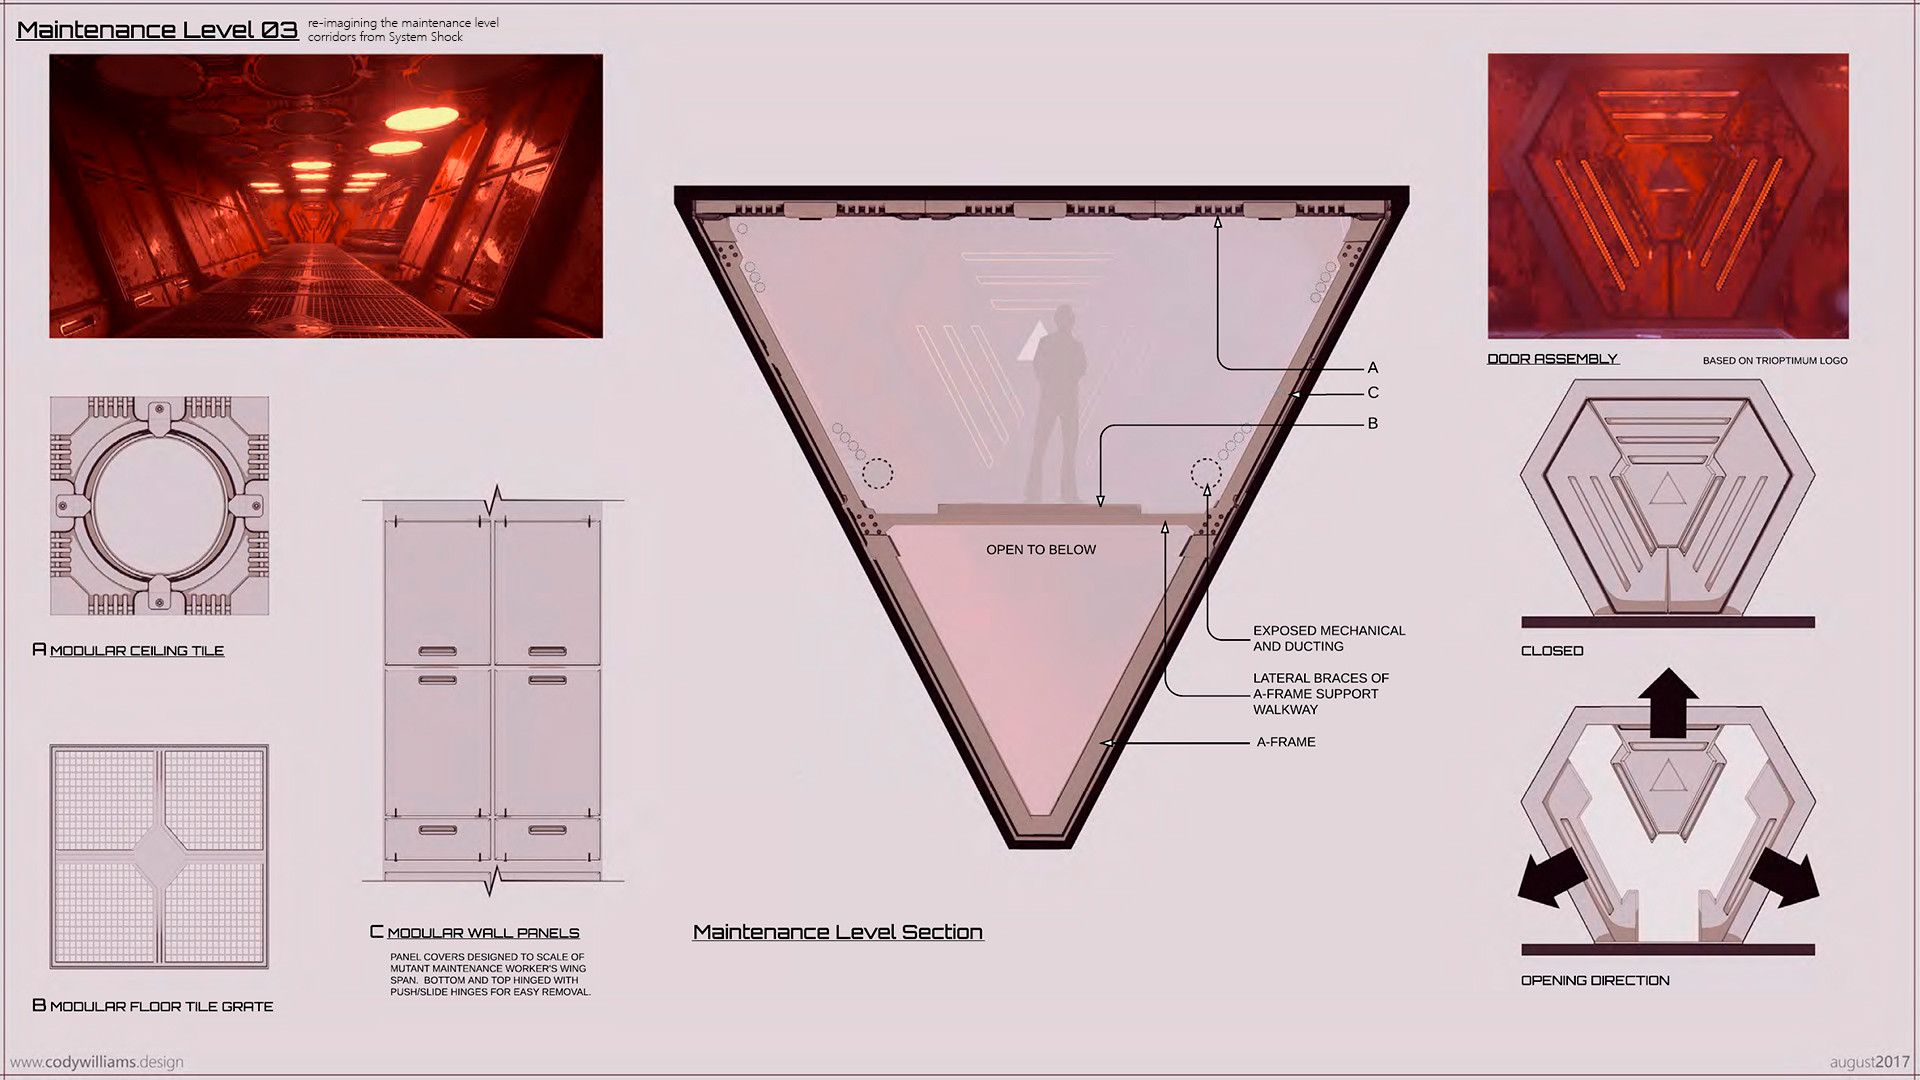 Maintenance Level 03
re-imagining the maintenance level
corridors from System Shock
DOOR ASSEMBLY
BASED ON TRIOPTIMUM LOGO
A
C
B
OPEN TO BELOW
EXPOSED MECHANICAL
AND DUCTING
LATERAL BRACES OF
A-FRAME SUPPORT
WALKWAY
A-FRAME
A MODULAR CEILING TILE
CLOSED
C MODULAR WALL PANELS
PANEL COVERS DESIGNED TO SCALE OF
MUTANT MAINTENANCE WORKER'S WING
SPAN. BOTTOM AND TOP HINGED WITH
PUSH/SLIDE HINGES FOR EASY REMOVAL.
Maintenance Level Section
OPENING DIRECTION
B MODULAR FLOOR TILE GRATE
www.codywilliams.design
august2017